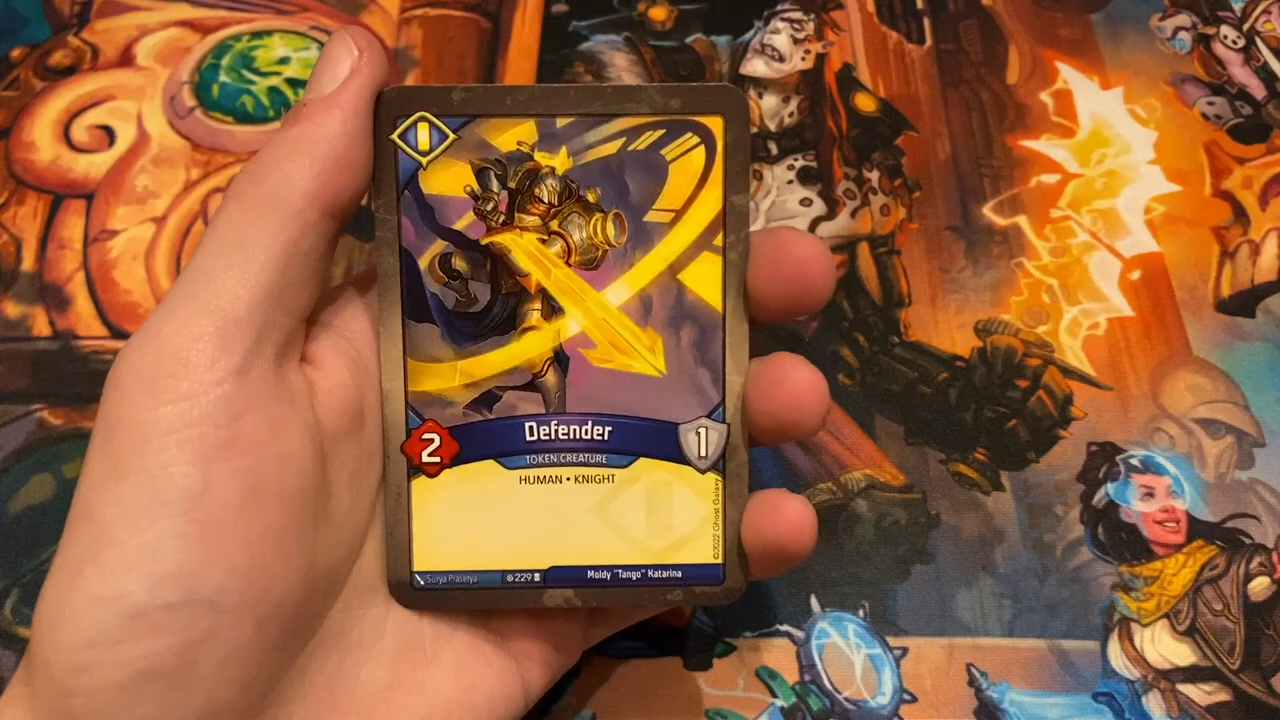 Defender
2
1
TOKEN CREATURE
HUMAN • KNIGHT
©2022 Ghost Galaxy
Surya Prasetya
229
Moldy "Tango" Katarina